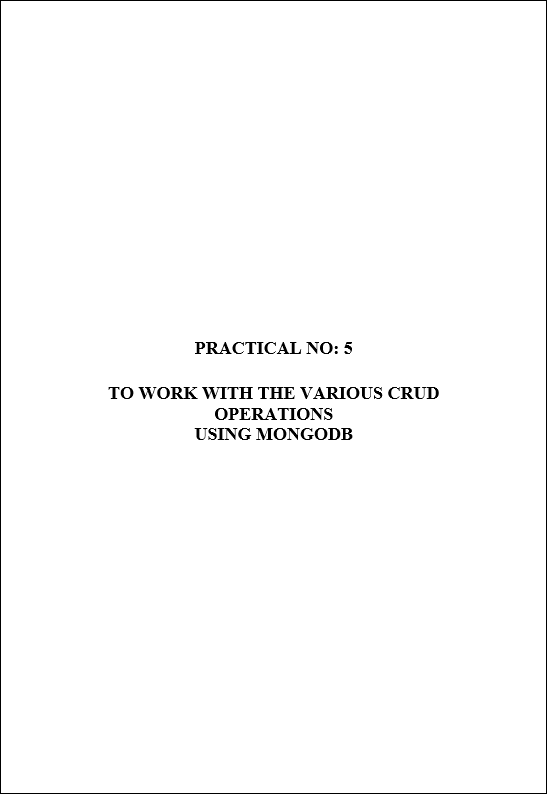 PRACTICAL NO: 5
TO WORK WITH THE VARIOUS CRUD
OPERATIONS
USING MONGODB